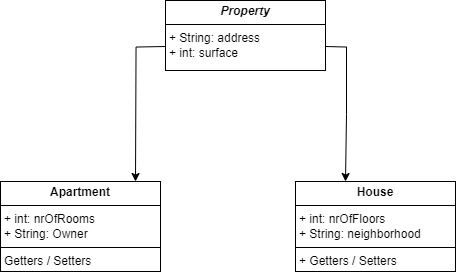 Property
+ String: address
+ int: surface
Apartment
+ int: nrOfRooms
+ String: Owner
Getters / Setters
House
+ int: nrOfFloors
+ String: neighborhood
+ Getters / Setters